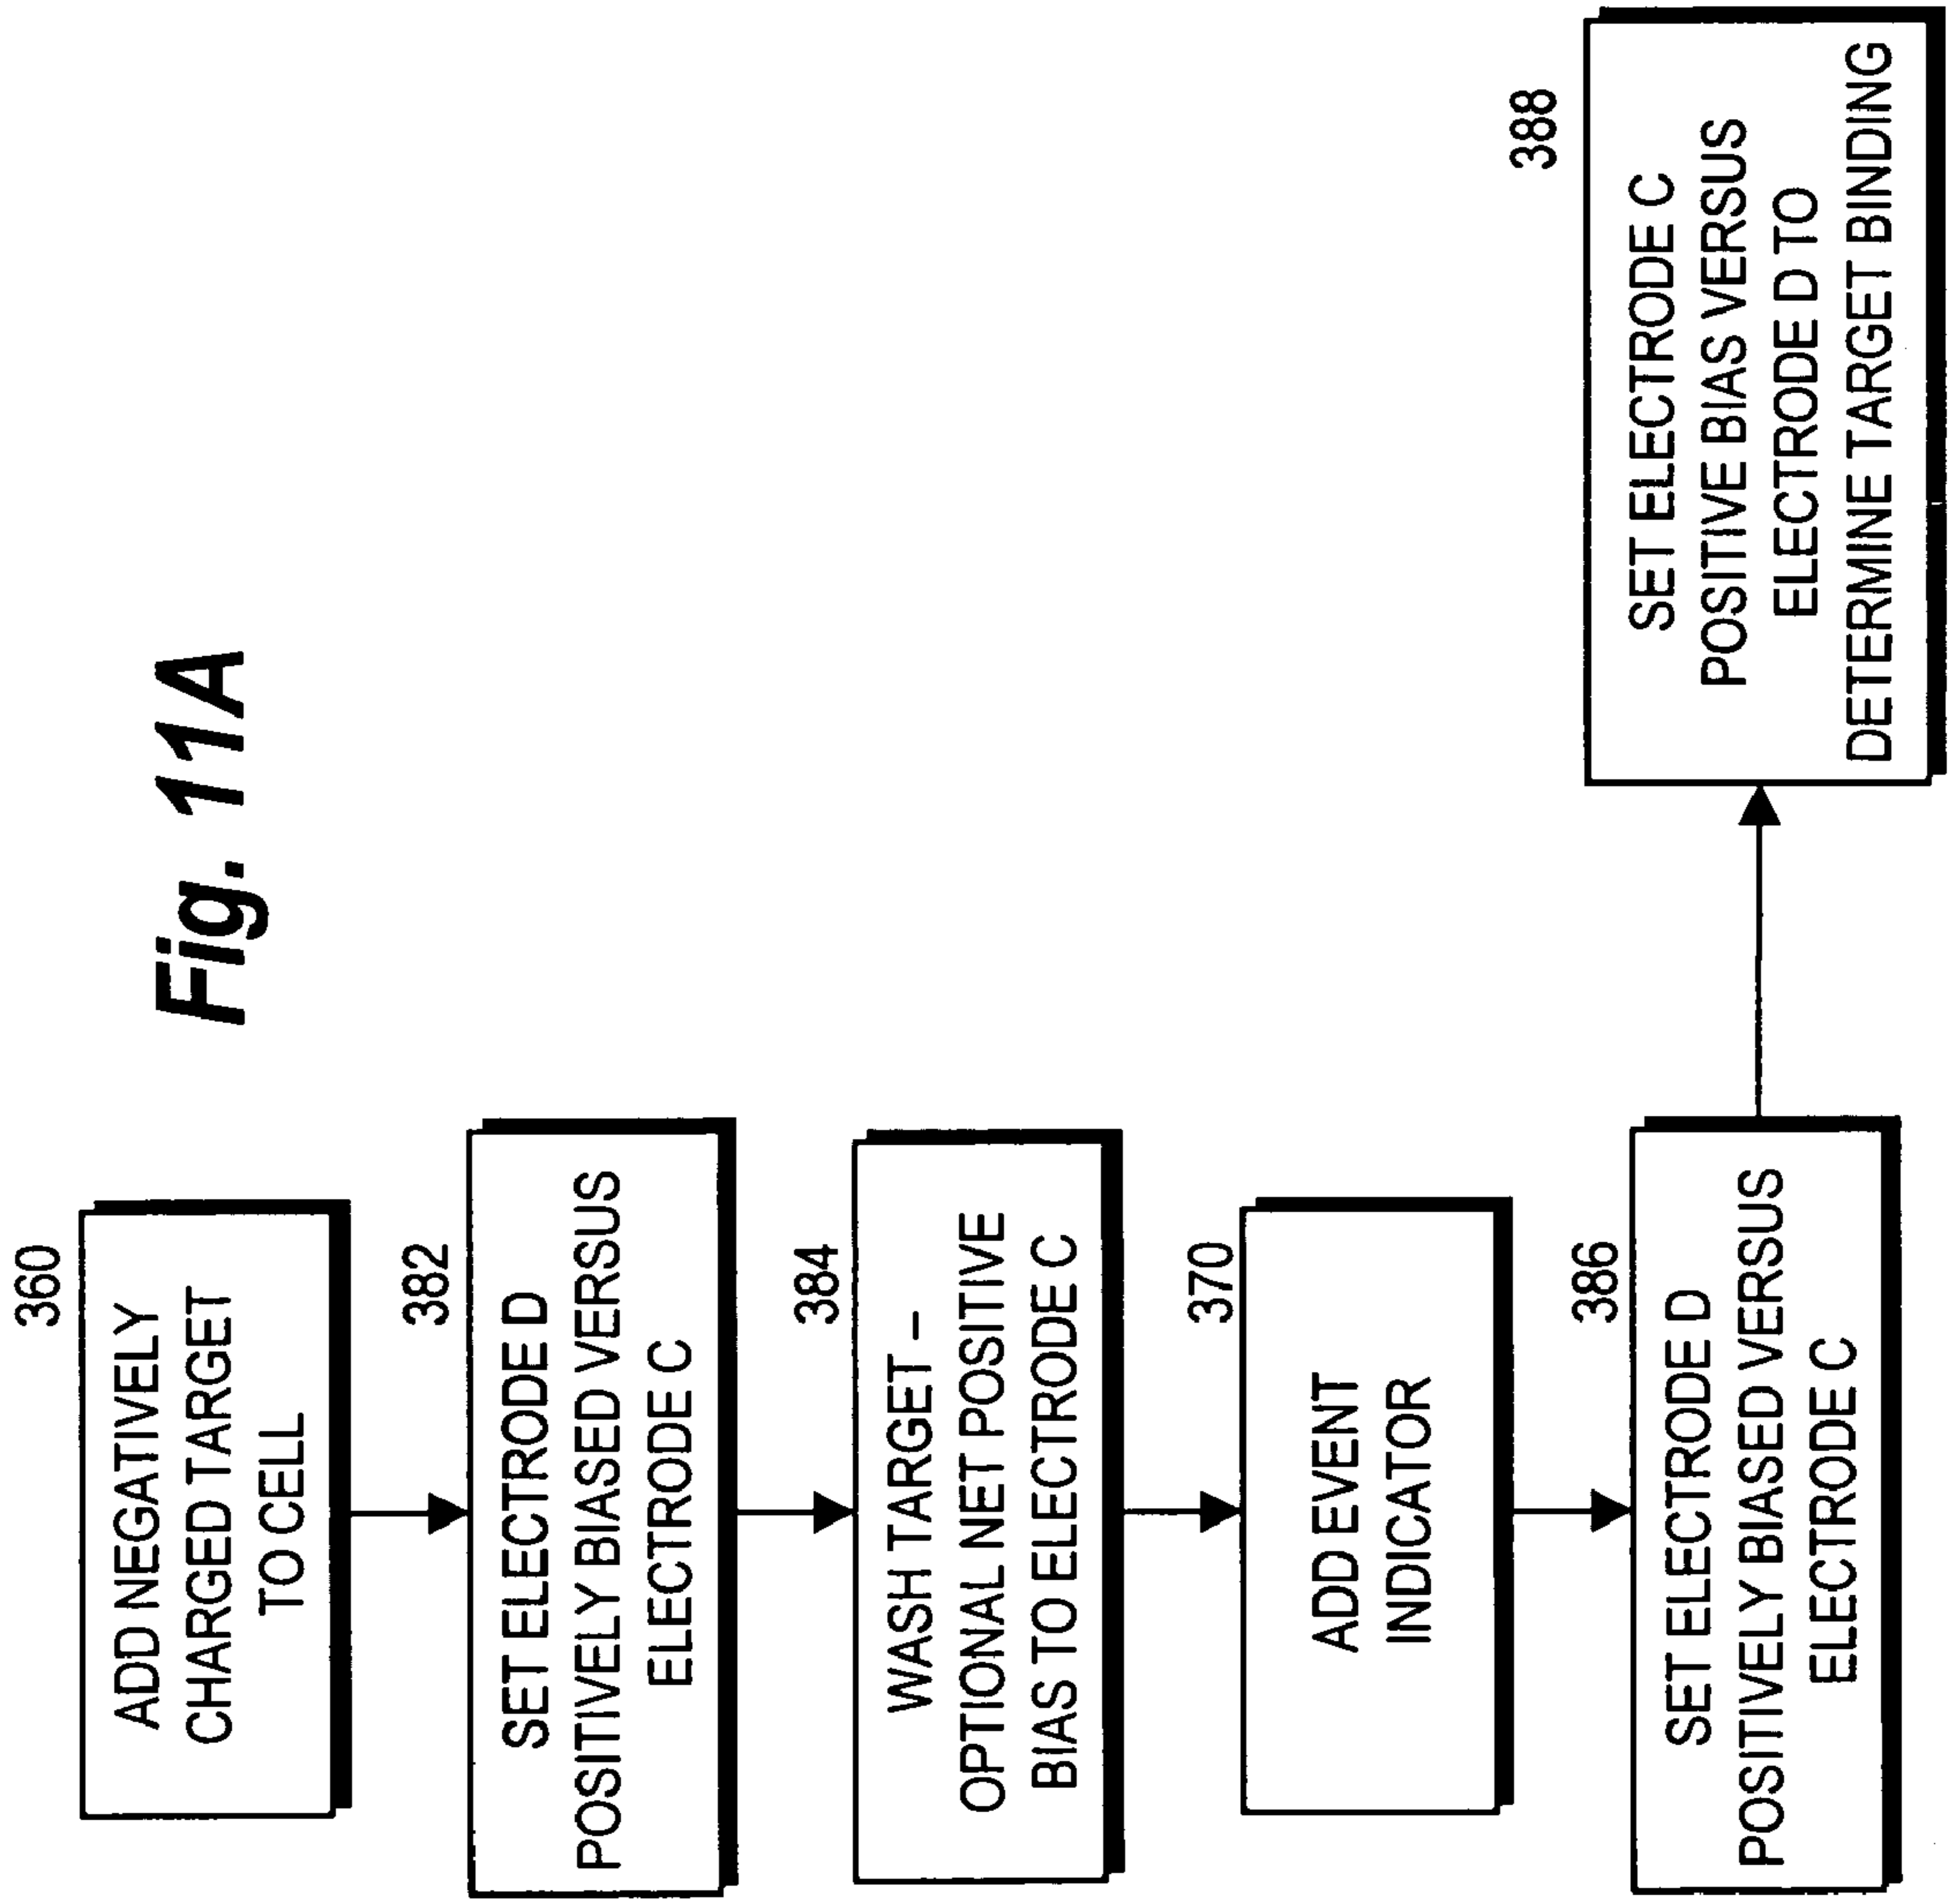 Fig. 11A
360
ADD NEGATIVELY
CHARGED TARGET
TO CELL
382
SET ELECTRODE D
POSITIVELY BIASED VERSUS
ELECTRODE C
384
WASH TARGET –
OPTIONAL NET POSITIVE
BIAS TO ELECTRODE C
370
ADD EVENT
INDICATOR
386
SET ELECTRODE D
POSITIVELY BIASED VERSUS
ELECTRODE C
388
SET ELECTRODE C
POSITIVE BIAS VERSUS
ELECTRODE D TO
DETERMINE TARGET BINDING